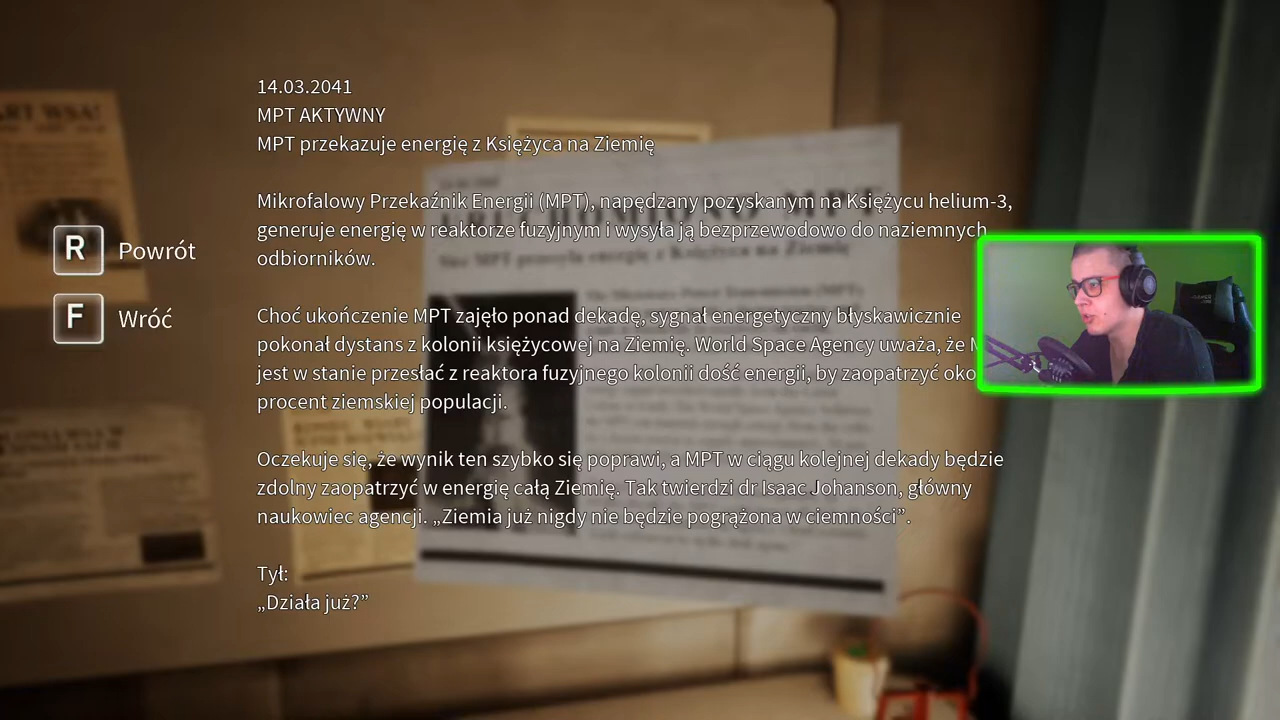 14.03.2041
MPT AKTYWNY
MPT przekazuje energię z Księżyca na Ziemię
Mikrofalowy Przekaźnik Energii (MPT), napędzany pozyskanym na Księżycu helium-3,
generuje energię w reaktorze fuzyjnym i wysyła ją bezprzewodowo do naziemnych
odbiorników.
R Powrót
F Wróć
Choć ukończenie MPT zajęło ponad dekadę, sygnał energetyczny błyskawicznie
pokonał dystans z kolonii księżycowej na Ziemię. World Space Agency uważa, że
jest w stanie przesłać z reaktora fuzyjnego kolonii dość energii, by zaopatrzyć
procent ziemskiej populacji.
Oczekuje się, że wynik ten szybko się poprawi, a MPT w ciągu kolejnej dekady będzie
zdolny zaopatrzyć w energię całą Ziemię. Tak twierdzi dr Isaac Johanson, główny
naukowiec agencji. „Ziemia już nigdy nie będzie pogrążona w ciemności”.
Tył:
„Działa już?”